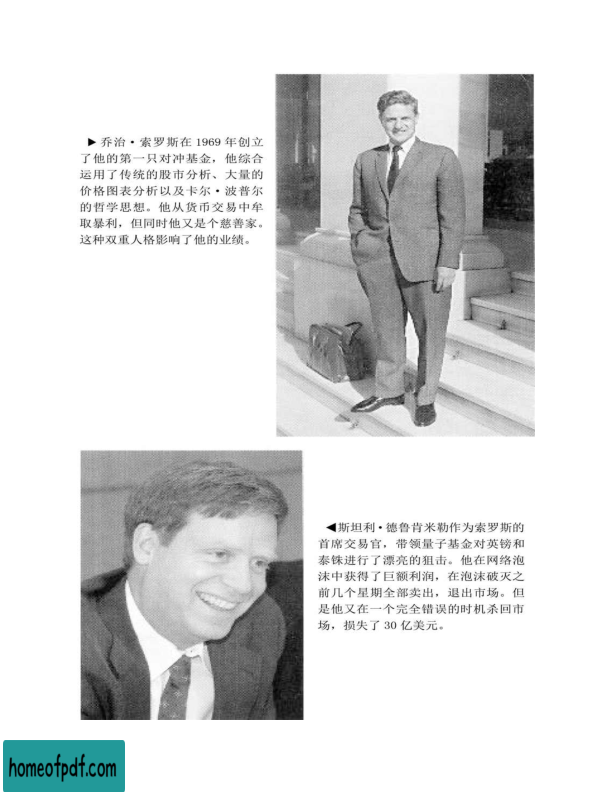 ▶ 乔治·索罗斯在 1969 年创立
了他的第一只对冲基金，他综合
运用了传统的股市分析、大量的
价格图表分析以及卡尔·波普尔
的哲学思想。他从货币交易中牟
取暴利，但同时他又是个慈善家。
这种双重人格影响了他的业绩。
◀斯坦利·德鲁肯米勒作为索罗斯的
首席交易官，带领量子基金对英镑和
泰铢进行了漂亮的狙击。他在网络泡
沫中获得了巨额利润，在泡沫破灭之
前几个星期全部卖出，退出市场。但
是他又在一个完全错误的时机杀回市
场，损失了 30 亿美元。
homeofpdf.com